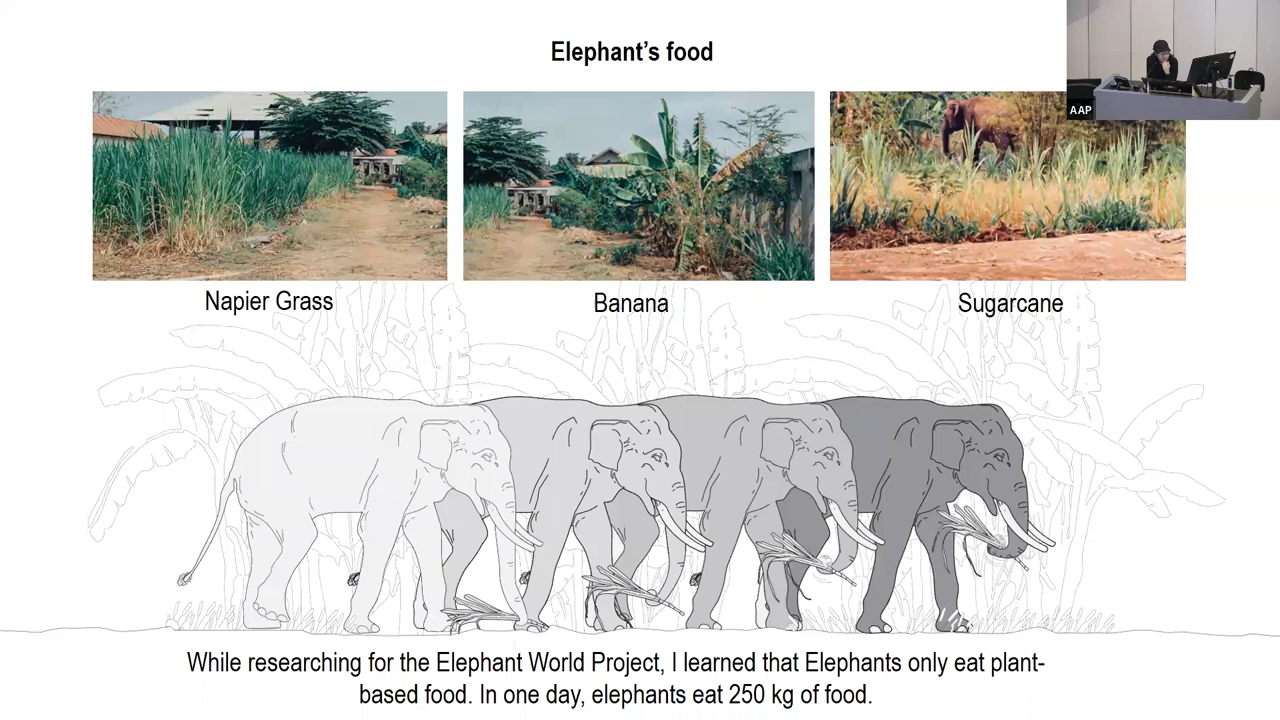 Elephant's food
AAP
Napier Grass
Banana
Sugarcane
While researching for the Elephant World Project, I learned that Elephants only eat plant-
based food. In one day, elephants eat 250 kg of food.